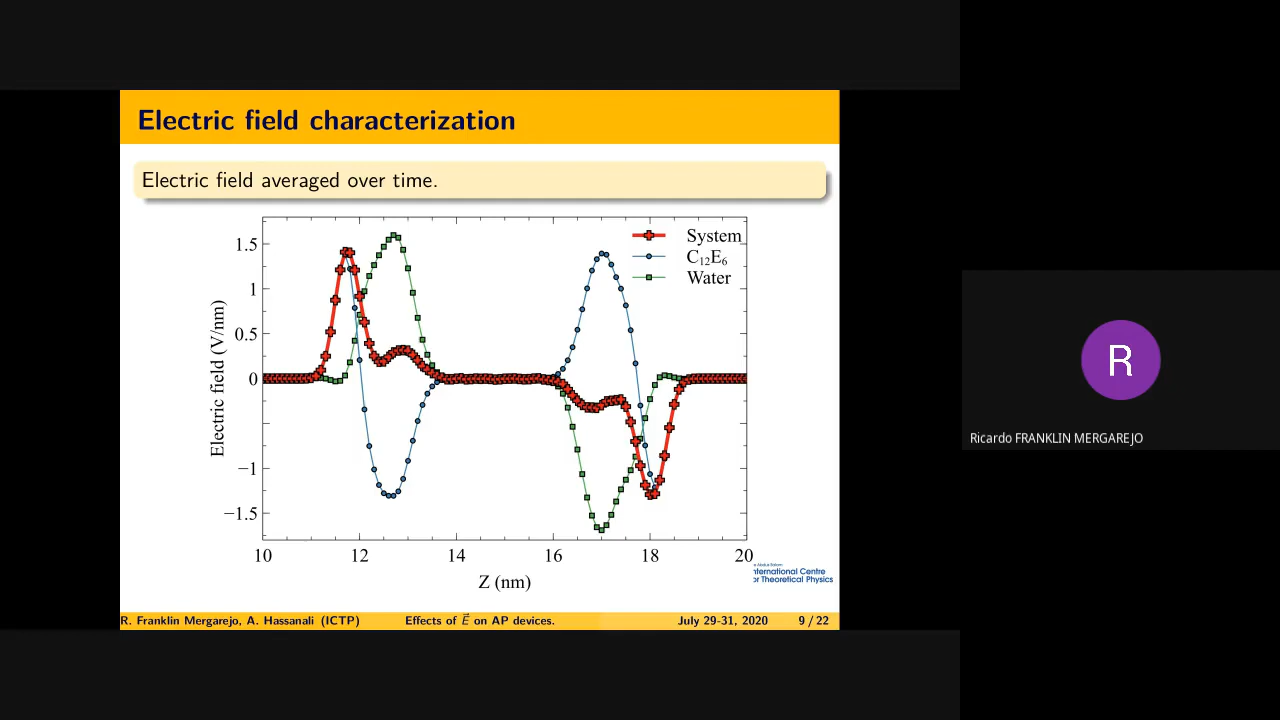 Electric field characterization
Electric field averaged over time.
System
C₁₂E₆
Water
Electric field (V/nm)
1.5
1
0.5
0
−1
−1.5
10 12 14 16 18 20
Z (nm)
International Centre
for Theoretical Physics
R. Franklin Mergarejo, A. Hassanali (ICTP) Effects of E⃗ on AP devices. July 29-31, 2020 9 / 22
R
Ricardo FRANKLIN MERGAREJO